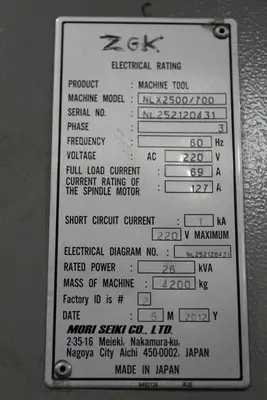 ZGK
ELECTRICAL RATING
PRODUCT : MACHINE TOOL
MACHINE MODEL : NLX2500/700
SERIAL NO. : NL252120431
PHASE : 3
FREQUENCY : 60 Hz
VOLTAGE : AC 220 V
FULL LOAD CURRENT : 69 A
CURRENT RATING OF
THE SPINDLE MOTOR : 127 A
SHORT CIRCUIT CURRENT : 1 kA
220 V MAXIMUM
ELECTRICAL DIAGRAM NO. : NL252120431
RATED POWER : 26 kVA
MASS OF MACHINE : 4200 kg
Factory ID is # : 2
DATE : 6 M 2012 Y
MORI SEIKI CO., LTD.
2-35-16 Meieki, Nakamura-ku,
Nagoya City Aichi 450-0002. JAPAN
MADE IN JAPAN